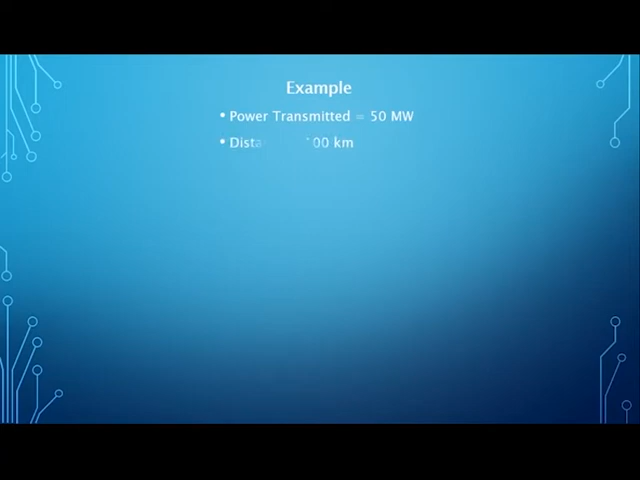 Example
• Power Transmitted = 50 MW
• km